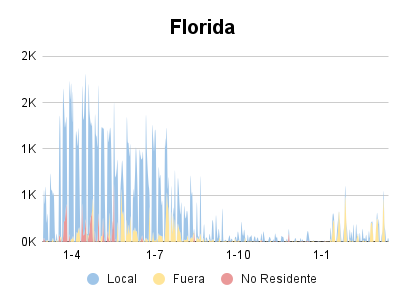 Florida
2K
2K
1K
1K
0K
1-4 1-7 1-10 1-1
Local Fuera No Residente